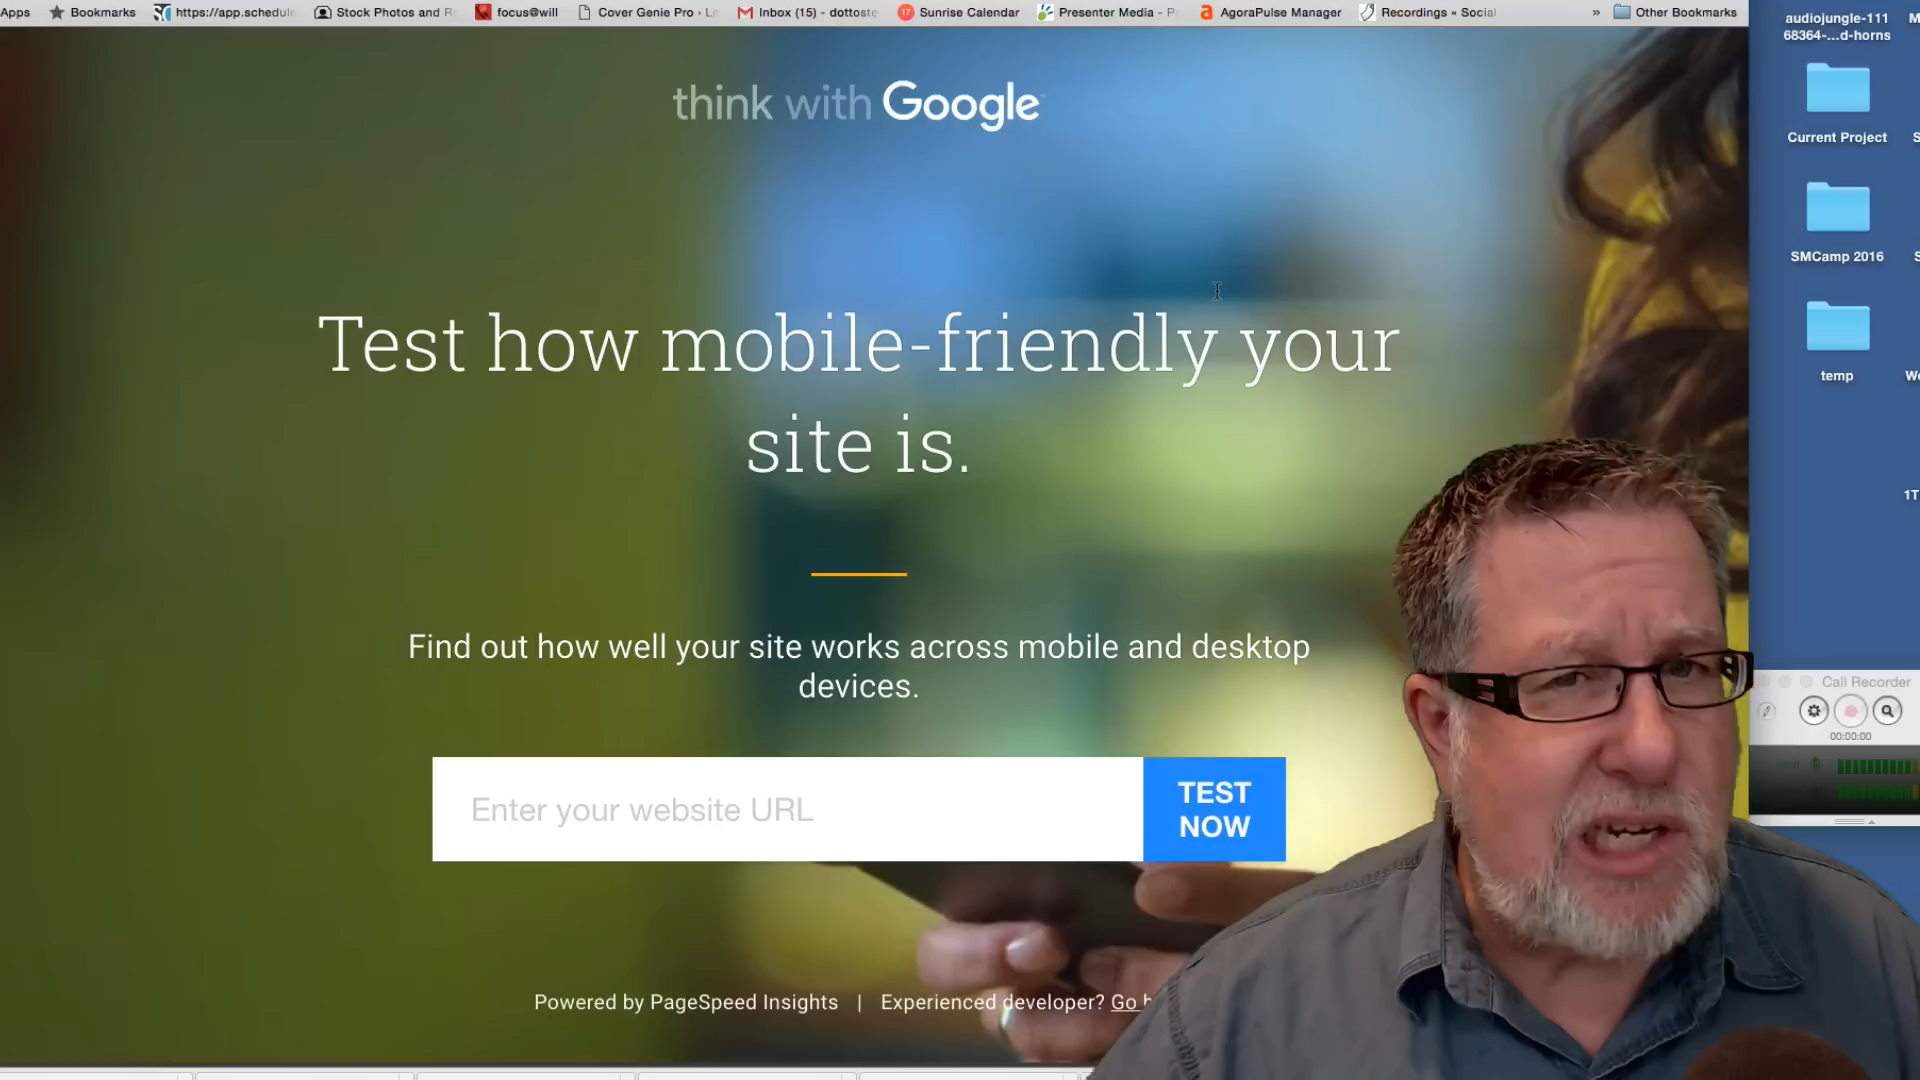 Apps Bookmarks https://app.schedule Stock Photos and R focus@will Cover Genie Pro › L Inbox (15) - dottoste Sunrise Calendar Presenter Media - P AgoraPulse Manager Recordings « Social » Other Bookmarks
audiojungle-111
68364-...d-horns
think with Google
Current Project
SMCamp 2016
Test how mobile-friendly your
site is.
temp
1T
Find out how well your site works across mobile and desktop
devices.
Call Recorder
00:00:00
Enter your website URL
TEST
NOW
Powered by PageSpeed Insights | Experienced developer? Go